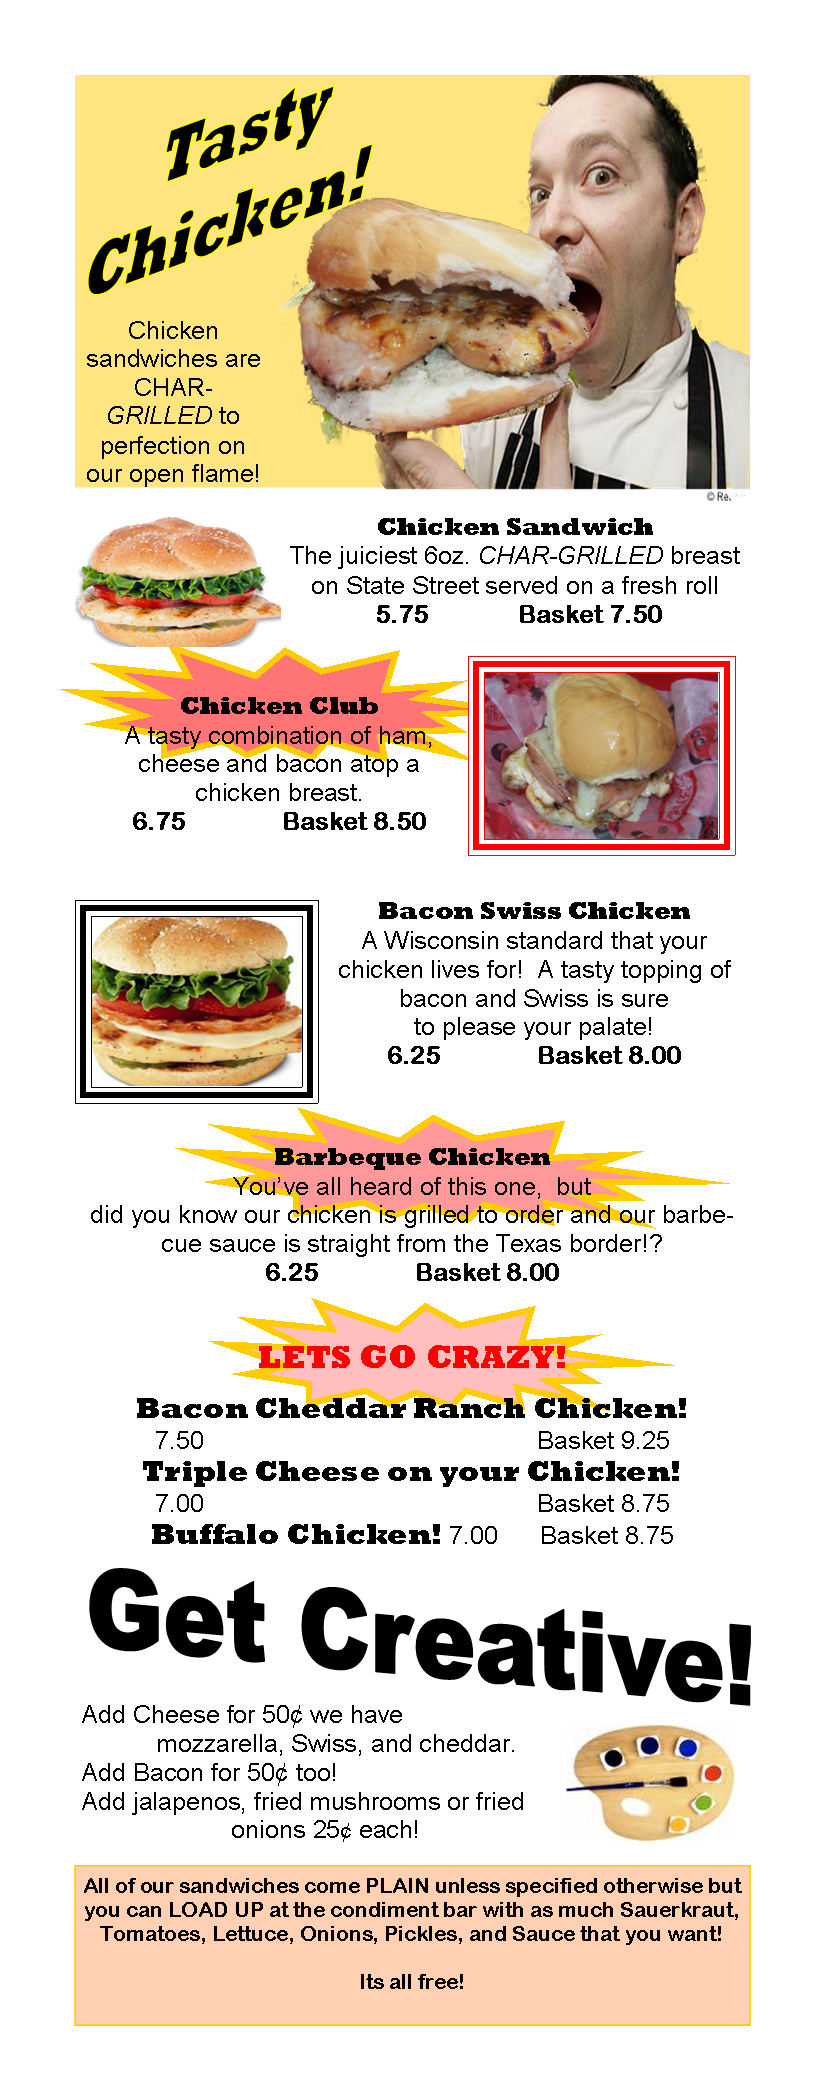 Tasty
Chicken!
Chicken
sandwiches are
CHAR-
GRILLED to
perfection on
our open flame!
© Re
Chicken Sandwich
The juiciest 6oz. CHAR-GRILLED breast
on State Street served on a fresh roll
5.75 Basket 7.50
Chicken Club
A tasty combination of ham,
cheese and bacon atop a
chicken breast.
6.75 Basket 8.50
Bacon Swiss Chicken
A Wisconsin standard that your
chicken lives for! A tasty topping of
bacon and Swiss is sure
to please your palate!
6.25 Basket 8.00
Barbeque Chicken
You've all heard of this one, but
did you know our chicken is grilled to order and our barbe-
cue sauce is straight from the Texas border!?
6.25 Basket 8.00
LETS GO CRAZY!
Bacon Cheddar Ranch Chicken!
7.50 Basket 9.25
Triple Cheese on your Chicken!
7.00 Basket 8.75
Buffalo Chicken! 7.00 Basket 8.75
Get Creative!
Add Cheese for 50¢ we have
mozzarella, Swiss, and cheddar.
Add Bacon for 50¢ too!
Add jalapenos, fried mushrooms or fried
onions 25¢ each!
All of our sandwiches come PLAIN unless specified otherwise but
you can LOAD UP at the condiment bar with as much Sauerkraut,
Tomatoes, Lettuce, Onions, Pickles, and Sauce that you want!
Its all free!